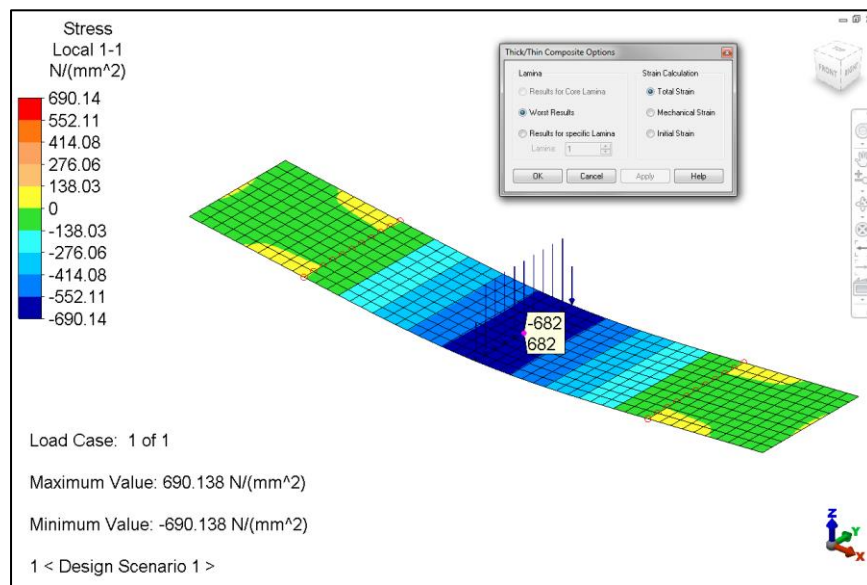 Stress
Local 1-1
N/(mm^2)
690.14
552.11
414.08
276.06
138.03
0
-138.03
-276.06
-414.08
-552.11
-690.14
Thick/Thin Composite Options
Lamina
Results for Core Lamina
Worst Results
Results for specific Lamina
Lamina: 1
Strain Calculation
Total Strain
Mechanical Strain
Initial Strain
OK Cancel Apply Help
FRONT RIGHT
-682
682
Load Case: 1 of 1
Maximum Value: 690.138 N/(mm^2)
Minimum Value: -690.138 N/(mm^2)
1 < Design Scenario 1 >
Z
Y
X